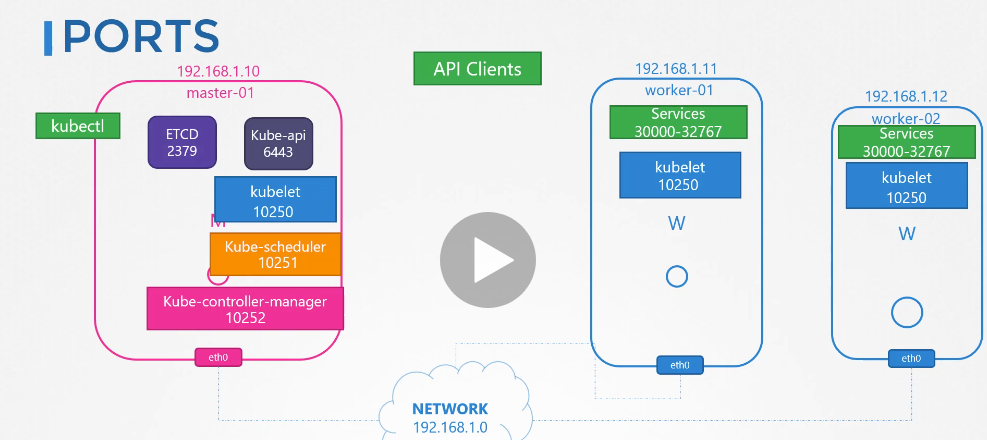 PORTS
192.168.1.10
master-01
kubectl
ETCD
2379
Kube-api
6443
kubelet
10250
M
Kube-scheduler
10251
Kube-controller-manager
10252
eth0
API Clients
192.168.1.11
worker-01
Services
30000-32767
kubelet
10250
W
eth0
192.168.1.12
worker-02
Services
30000-32767
kubelet
10250
W
eth0
NETWORK
192.168.1.0